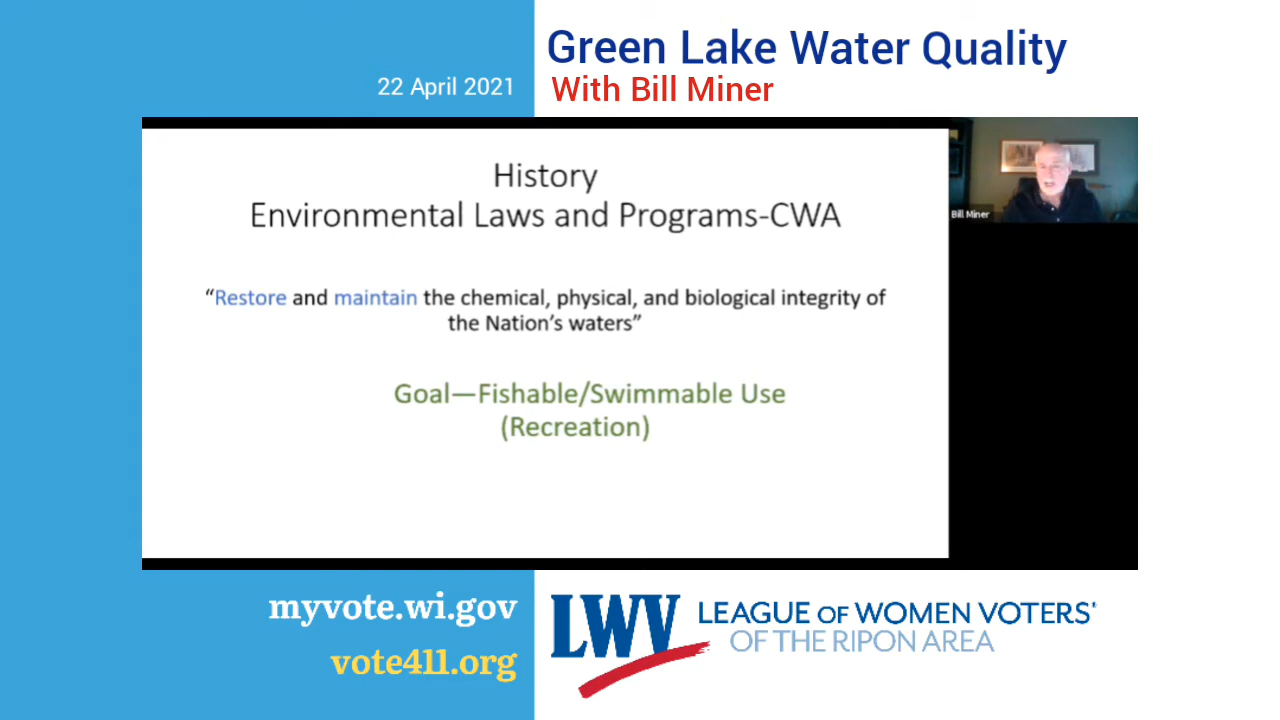 Green Lake Water Quality
22 April 2021
With Bill Miner
History
Environmental Laws and Programs-CWA
“Restore and maintain the chemical, physical, and biological integrity of
the Nation’s waters”
Goal—Fishable/Swimmable Use
(Recreation)
Bill Miner
myvote.wi.gov
vote411.org
LWV
LEAGUE OF WOMEN VOTERS'
OF THE RIPON AREA